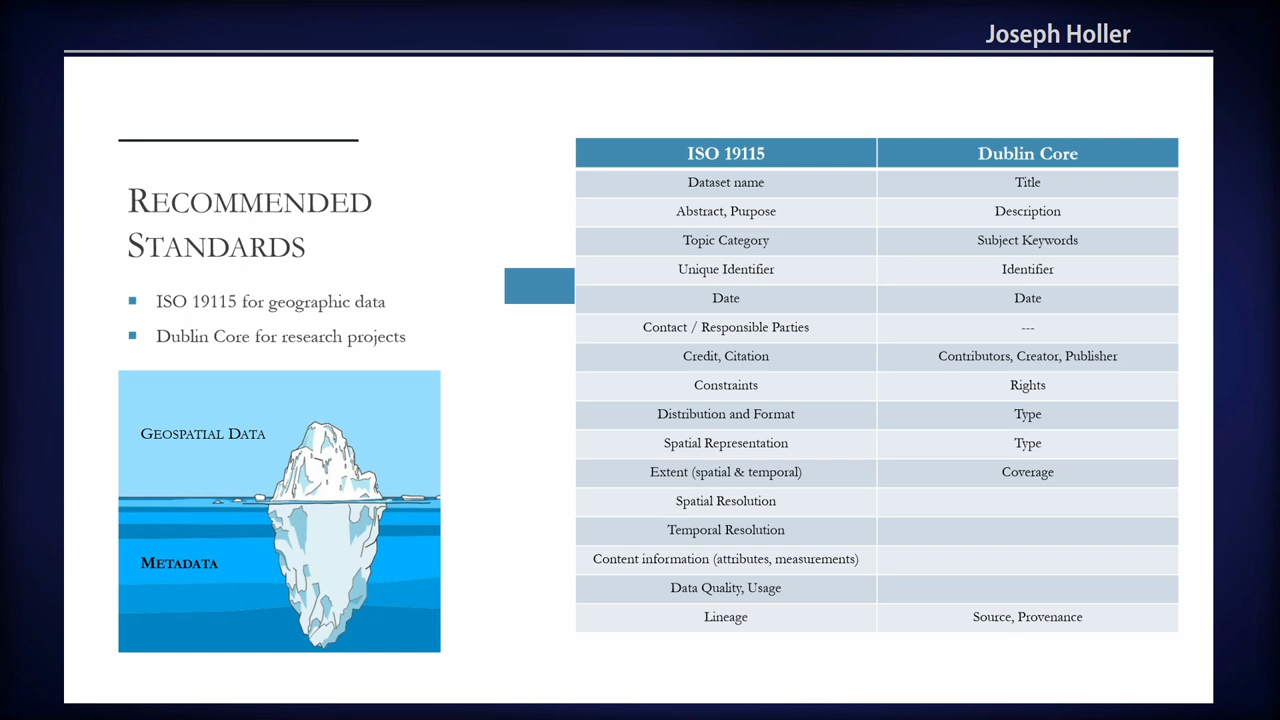 Joseph Holler
RECOMMENDED
STANDARDS
ISO 19115 for geographic data
Dublin Core for research projects
GEOSPATIAL DATA
METADATA
ISO 19115 Dublin Core
Dataset name Title
Abstract, Purpose Description
Topic Category Subject Keywords
Unique Identifier Identifier
Date Date
Contact / Responsible Parties ---
Credit, Citation Contributors, Creator, Publisher
Constraints Rights
Distribution and Format Type
Spatial Representation Type
Extent (spatial & temporal) Coverage
Spatial Resolution
Temporal Resolution
Content information (attributes, measurements)
Data Quality, Usage
Lineage Source, Provenance